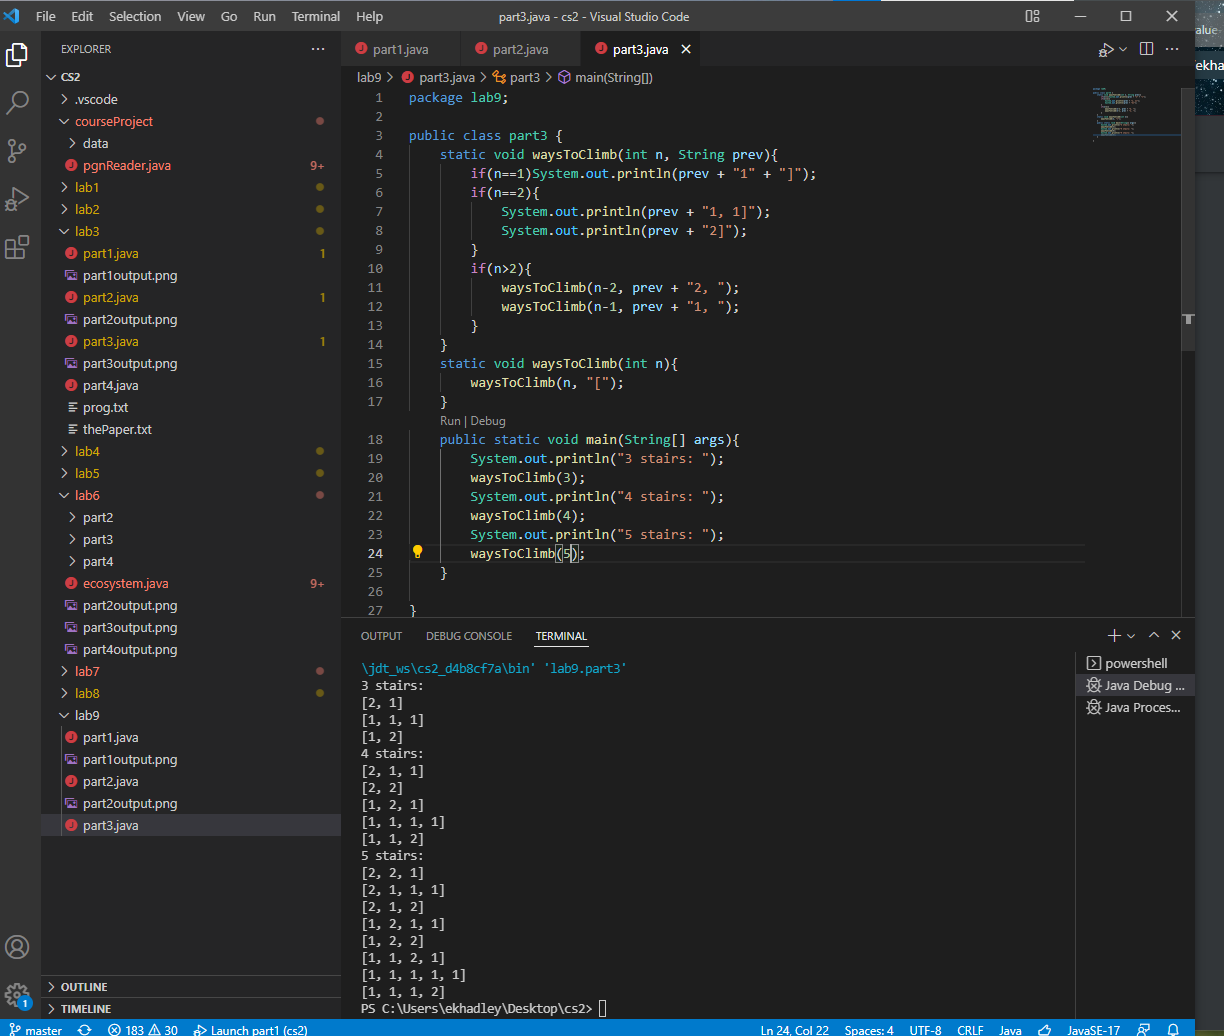 File Edit Selection View Go Run Terminal Help part3.java - cs2 - Visual Studio Code
EXPLORER
CS2
.vscode
courseProject
data
pgnReader.java 9+
lab1
lab2
lab3
part1.java 1
part1output.png
part2.java 1
part2output.png
part3.java 1
part3output.png
part4.java
prog.txt
thePaper.txt
lab4
lab5
lab6
part2
part3
part4
ecosystem.java 9+
part2output.png
part3output.png
part4output.png
lab7
lab8
lab9
part1.java
part1output.png
part2.java
part2output.png
part3.java
OUTLINE
TIMELINE
part1.java part2.java part3.java
lab9 > part3.java > part3 > main(String[])
1 package lab9;
2
3 public class part3 {
4 static void waysToClimb(int n, String prev){
5 if(n==1)System.out.println(prev + "1" + "]");
6 if(n==2){
7 System.out.println(prev + "1, 1]");
8 System.out.println(prev + "2]");
9 }
10 if(n>2){
11 waysToClimb(n-2, prev + "2, ");
12 waysToClimb(n-1, prev + "1, ");
13 }
14 }
15 static void waysToClimb(int n){
16 waysToClimb(n, "[");
17 }
Run | Debug
18 public static void main(String[] args){
19 System.out.println("3 stairs: ");
20 waysToClimb(3);
21 System.out.println("4 stairs: ");
22 waysToClimb(4);
23 System.out.println("5 stairs: ");
24 waysToClimb(5);
25 }
26
27 }
OUTPUT DEBUG CONSOLE TERMINAL
\jdt_ws\cs2_d4b8cf7a\bin' 'lab9.part3'
3 stairs:
[2, 1]
[1, 1, 1]
[1, 2]
4 stairs:
[2, 1, 1]
[2, 2]
[1, 2, 1]
[1, 1, 1, 1]
[1, 1, 2]
5 stairs:
[2, 2, 1]
[2, 1, 1, 1]
[2, 1, 2]
[1, 2, 1, 1]
[1, 2, 2]
[1, 1, 2, 1]
[1, 1, 1, 1, 1]
[1, 1, 1, 2]
PS C:\Users\ekhadley\Desktop\cs2>
powershell
Java Debug ...
Java Proces...
alue
ekha
1
master 183 30 Launch part1 (cs2) Ln 24, Col 22 Spaces: 4 UTF-8 CRLF Java JavaSE-17